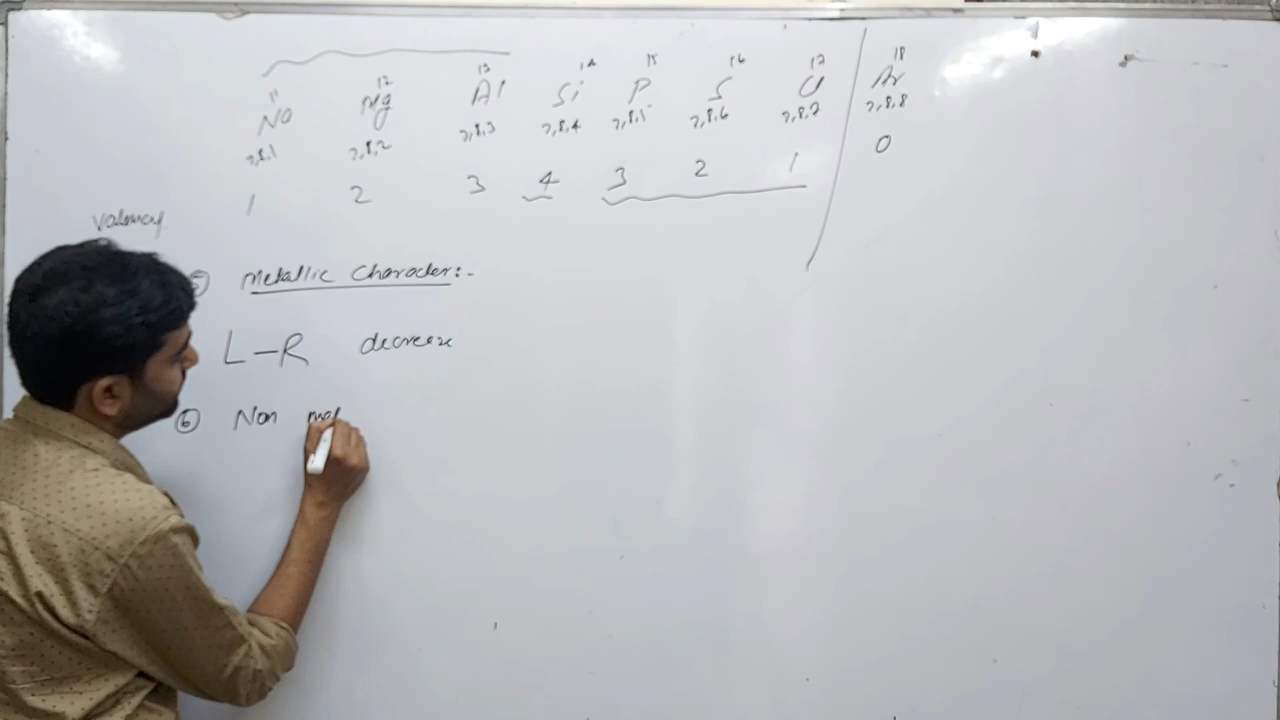 11 12 13 14 15 16 17 18
Na Mg Al Si P S Cl Ar
2,8,1 2,8,2 2,8,3 2,8,4 2,8,5 2,8,6 2,8,7 2,8,8
1 2 3 4 3 2 1 0
Valency
5 Metallic Character:-
L-R decrease
6 Non met